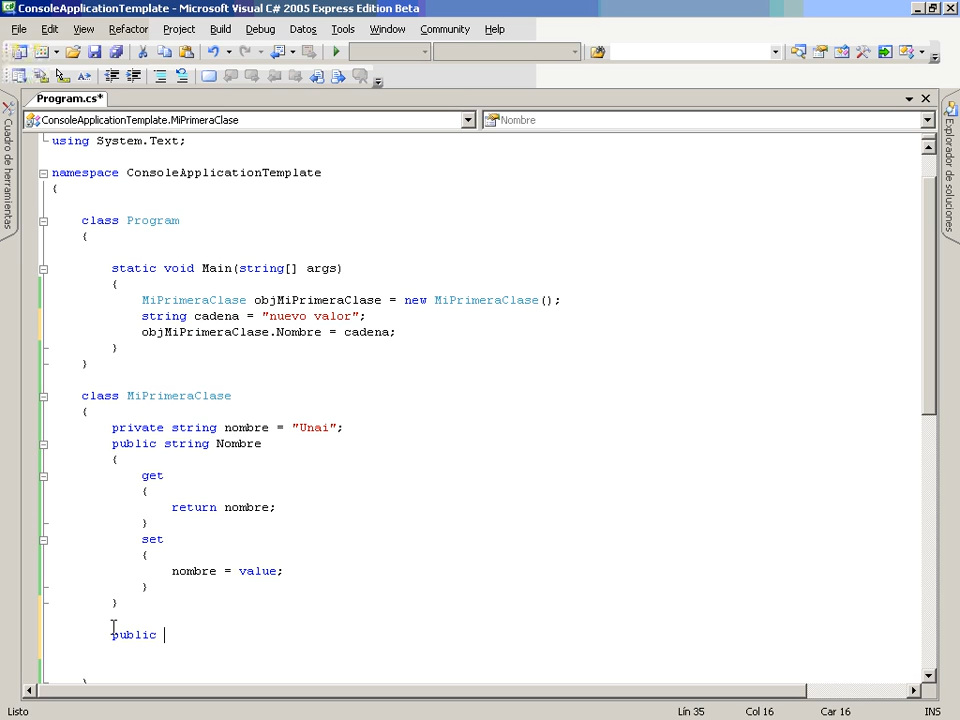 ConsoleApplicationTemplate - Microsoft Visual C# 2005 Express Edition Beta
File Edit View Refactor Project Build Debug Datos Tools Window Community Help
Program.cs*
ConsoleApplicationTemplate.MiPrimeraClase Nombre
Cuadro de herramientas
Explorador de soluciones
using System.Text;
namespace ConsoleApplicationTemplate
{
class Program
{
static void Main(string[] args)
{
MiPrimeraClase objMiPrimeraClase = new MiPrimeraClase();
string cadena = "nuevo valor";
objMiPrimeraClase.Nombre = cadena;
}
}
class MiPrimeraClase
{
private string nombre = "Unai";
public string Nombre
{
get
{
return nombre;
}
set
{
nombre = value;
}
}
public
}
Listo Lín 35 Col 16 Car 16 INS